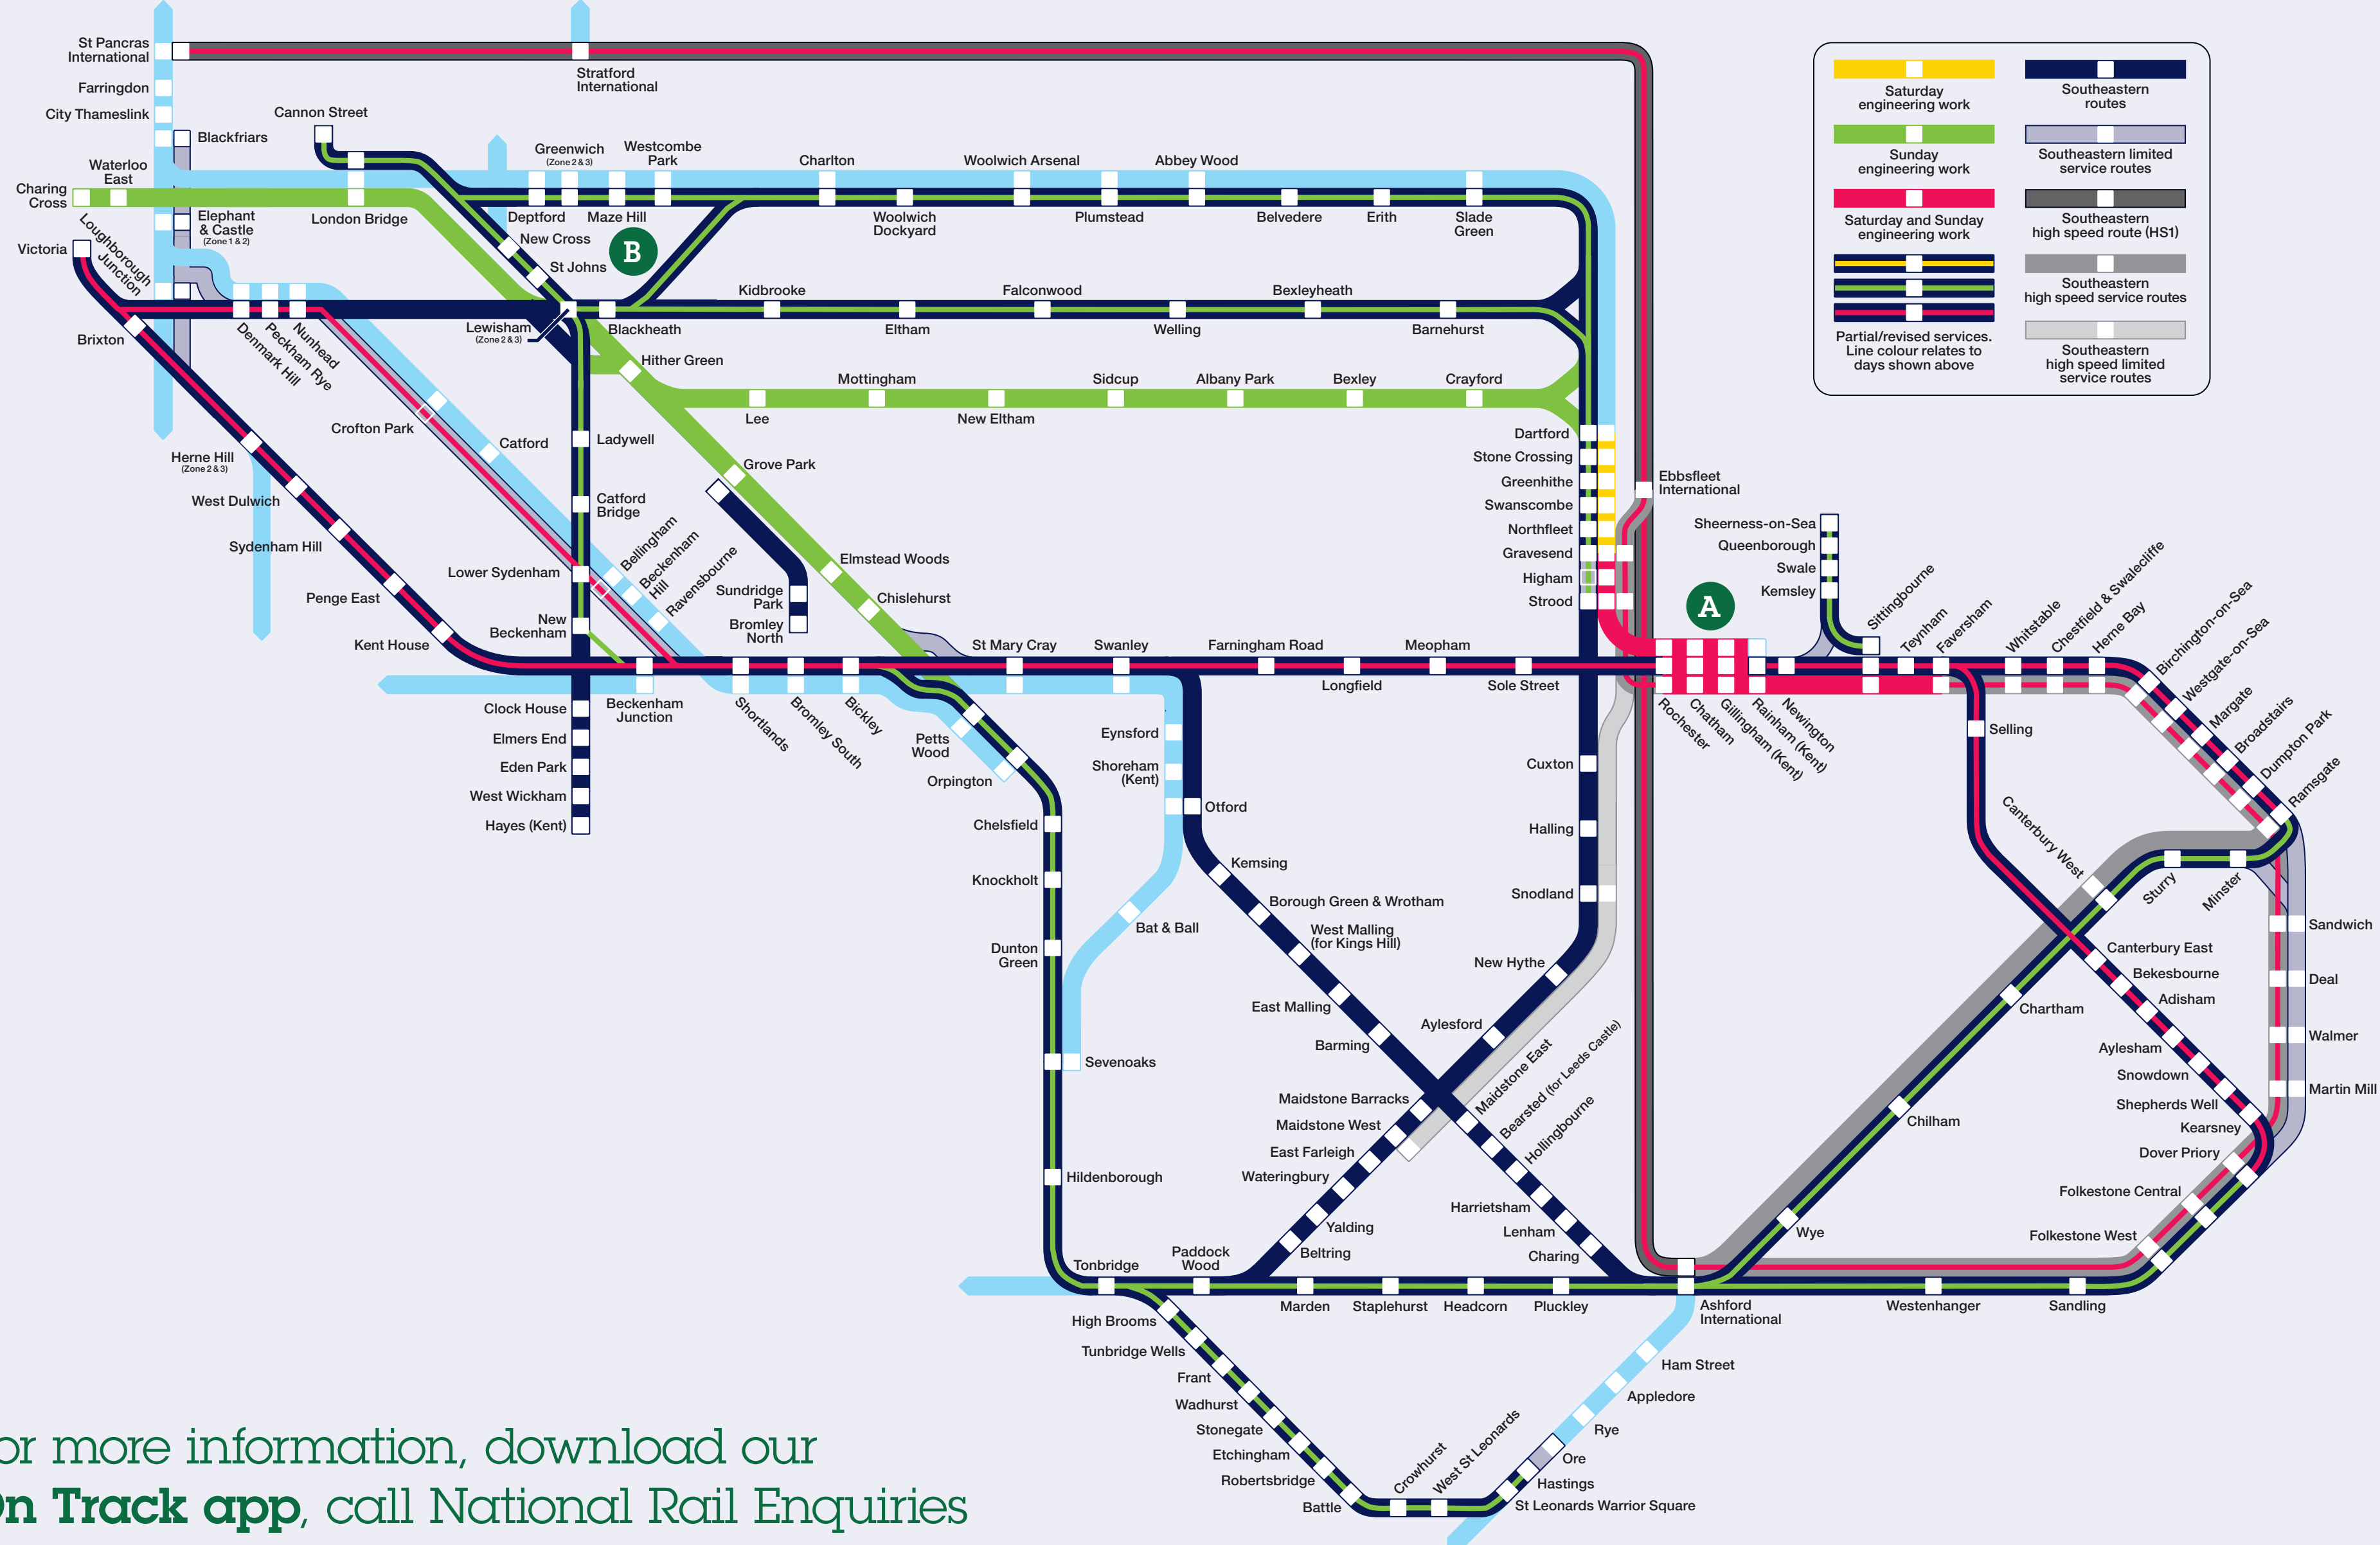 St Pancras
International
Farringdon
City Thameslink
Blackfriars
Cannon Street
Waterloo
East
Charing
Cross
Elephant
& Castle
(Zone 1 & 2)
London Bridge
Victoria
Loughborough
Junction
Stratford
International
Greenwich
(Zone 2 & 3)
Westcombe
Park
Charlton
Woolwich Arsenal
Abbey Wood
Deptford
Maze Hill
Woolwich
Dockyard
Plumstead
Belvedere
Erith
Slade
Green
New Cross
St Johns
B
Lewisham
(Zone 2 & 3)
Blackheath
Kidbrooke
Eltham
Falconwood
Welling
Bexleyheath
Barnehurst
Brixton
Denmark Hill
Peckham Rye
Nunhead
Hither Green
Lee
Mottingham
New Eltham
Sidcup
Albany Park
Bexley
Crayford
Crofton Park
Catford
Ladywell
Herne Hill
(Zone 2 & 3)
West Dulwich
Sydenham Hill
Penge East
Kent House
Catford
Bridge
Lower Sydenham
New
Beckenham
Bellingham
Beckenham
Hill
Ravensbourne
Grove Park
Sundridge
Park
Bromley
North
Elmstead Woods
Chislehurst
Dartford
Stone Crossing
Greenhithe
Swanscombe
Northfleet
Gravesend
Higham
Strood
Ebbsfleet
International
A
Sheerness-on-Sea
Queenborough
Swale
Kemsley
Sittingbourne
Teynham
Faversham
Whitstable
Chestfield & Swalecliffe
Herne Bay
Birchington-on-Sea
Westgate-on-Sea
Margate
Broadstairs
Dumpton Park
Ramsgate
St Mary Cray
Swanley
Farningham Road
Longfield
Meopham
Sole Street
Rochester
Chatham
Gillingham (Kent)
Rainham (Kent)
Newington
Clock House
Elmers End
Eden Park
West Wickham
Hayes (Kent)
Beckenham
Junction
Shortlands
Bromley South
Bickley
Petts
Wood
Orpington
Chelsfield
Knockholt
Dunton
Green
Sevenoaks
Hildenborough
Eynsford
Shoreham
(Kent)
Otford
Bat & Ball
Kemsing
Borough Green & Wrotham
West Malling
(for Kings Hill)
East Malling
Barming
Cuxton
Halling
Snodland
New Hythe
Aylesford
Maidstone Barracks
Maidstone West
East Farleigh
Wateringbury
Yalding
Beltring
Maidstone East
Bearsted (for Leeds Castle)
Hollingbourne
Harrietsham
Lenham
Charing
Selling
Canterbury West
Sturry
Minster
Canterbury East
Bekesbourne
Adisham
Aylesham
Snowdown
Shepherds Well
Kearsney
Dover Priory
Folkestone Central
Folkestone West
Sandwich
Deal
Walmer
Martin Mill
Chartham
Chilham
Wye
Tonbridge
Paddock
Wood
Marden
Staplehurst
Headcorn
Pluckley
Ashford
International
Westenhanger
Sandling
High Brooms
Tunbridge Wells
Frant
Wadhurst
Stonegate
Etchingham
Robertsbridge
Battle
Crowhurst
West St Leonards
St Leonards Warrior Square
Hastings
Ore
Rye
Appledore
Ham Street
Saturday
engineering work
Sunday
engineering work
Saturday and Sunday
engineering work
Partial/revised services.
Line colour relates to
days shown above
Southeastern
routes
Southeastern limited
service routes
Southeastern
high speed route (HS1)
Southeastern
high speed service routes
Southeastern
high speed limited
service routes
or more information, download our
On Track app, call National Rail Enquiries